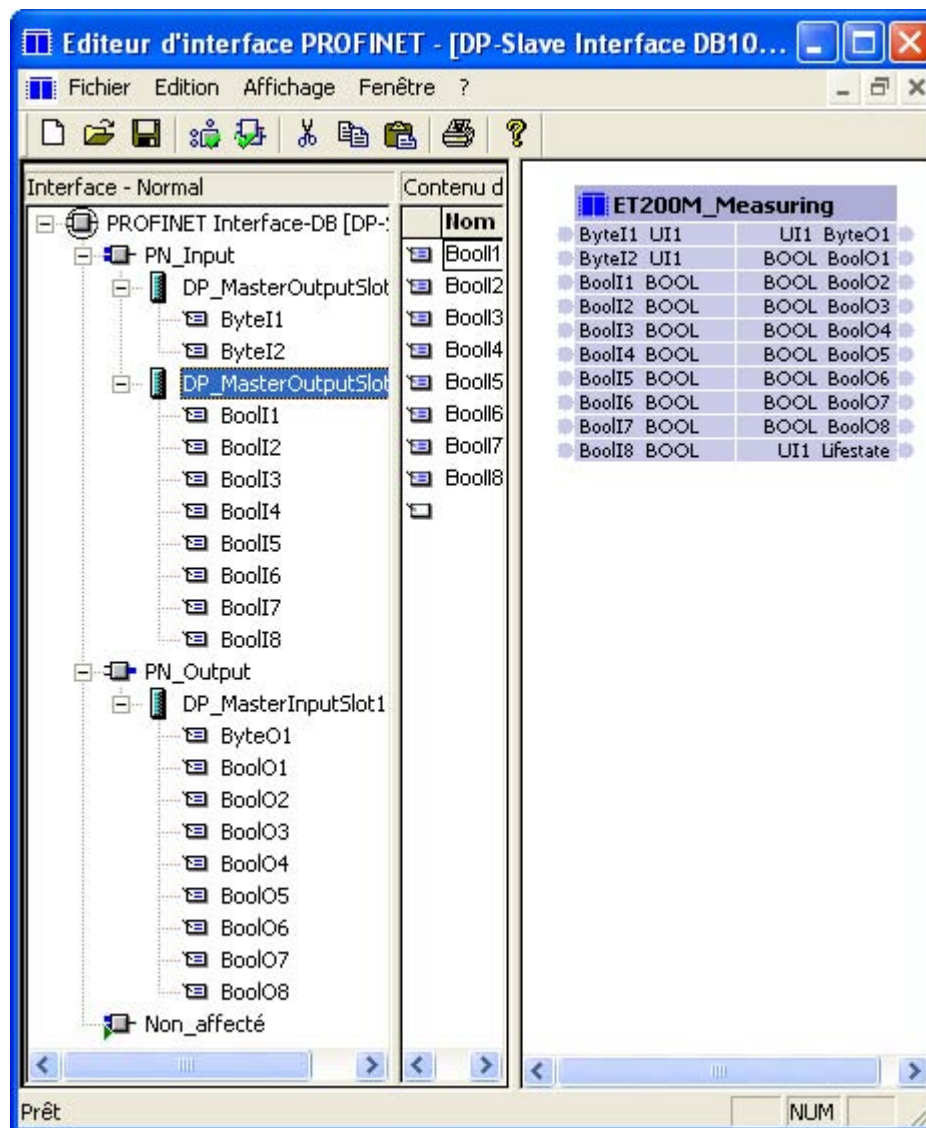 Editeur d'interface PROFINET - [DP-Slave Interface DB10...
Fichier Edition Affichage Fenêtre ?
Interface - Normal
PROFINET Interface-DB [DP-
PN_Input
DP_MasterOutputSlot
ByteI1
ByteI2
DP_MasterOutputSlot
BoolI1
BoolI2
BoolI3
BoolI4
BoolI5
BoolI6
BoolI7
BoolI8
PN_Output
DP_MasterInputSlot1
ByteO1
BoolO1
BoolO2
BoolO3
BoolO4
BoolO5
BoolO6
BoolO7
BoolO8
Non_affecté
Contenu d
Nom
BoolI1
BoolI2
BoolI3
BoolI4
BoolI5
BoolI6
BoolI7
BoolI8
ET200M_Measuring
ByteI1 UI1 UI1 ByteO1
ByteI2 UI1 BOOL BoolO1
BoolI1 BOOL BOOL BoolO2
BoolI2 BOOL BOOL BoolO3
BoolI3 BOOL BOOL BoolO4
BoolI4 BOOL BOOL BoolO5
BoolI5 BOOL BOOL BoolO6
BoolI6 BOOL BOOL BoolO7
BoolI7 BOOL BOOL BoolO8
BoolI8 BOOL UI1 Lifestate
Prêt NUM